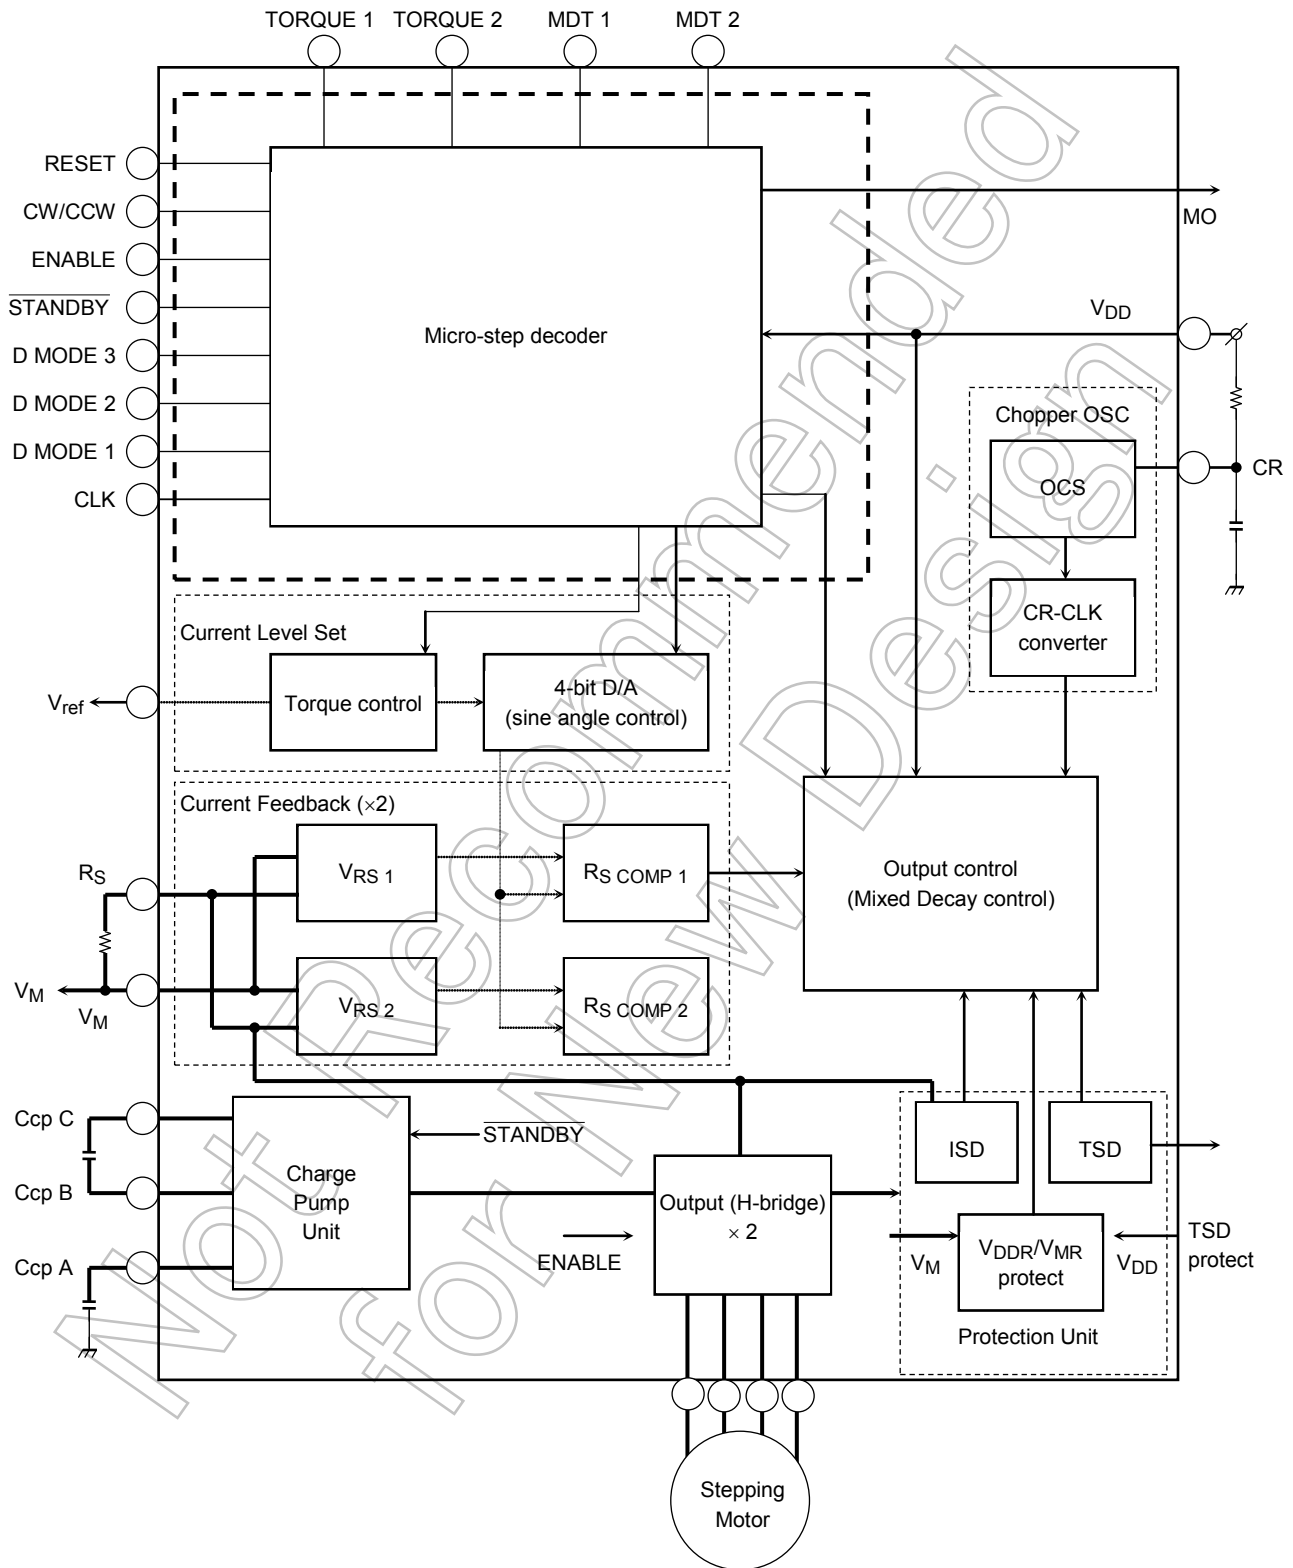 TORQUE 1 TORQUE 2 MDT 1 MDT 2
RESET
CW/CCW
ENABLE
STANDBY
D MODE 3
D MODE 2
D MODE 1
CLK
Micro-step decoder
MO
VDD
Chopper OSC
OCS
CR
CR-CLK
converter
Current Level Set
Vref
Torque control
4-bit D/A
(sine angle control)
Current Feedback (×2)
RS
VRS 1
RS COMP 1
Output control
(Mixed Decay control)
VM
VM
VRS 2
RS COMP 2
Ccp C
Ccp B
Ccp A
Charge
Pump
Unit
STANDBY
ENABLE
Output (H-bridge)
× 2
ISD
TSD
VM
VDDR/VMR
protect
VDD
TSD
protect
Protection Unit
Stepping
Motor
Not Recommended
for New Design